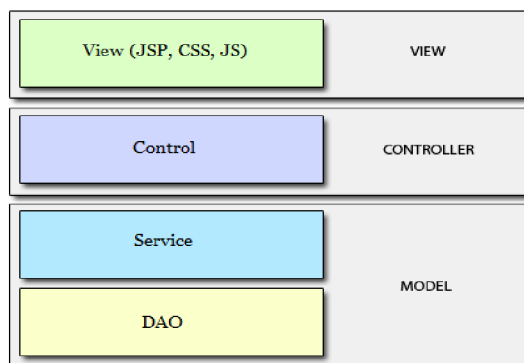 View (JSP, CSS, JS)
VIEW
Control
CONTROLLER
Service
DAO
MODEL